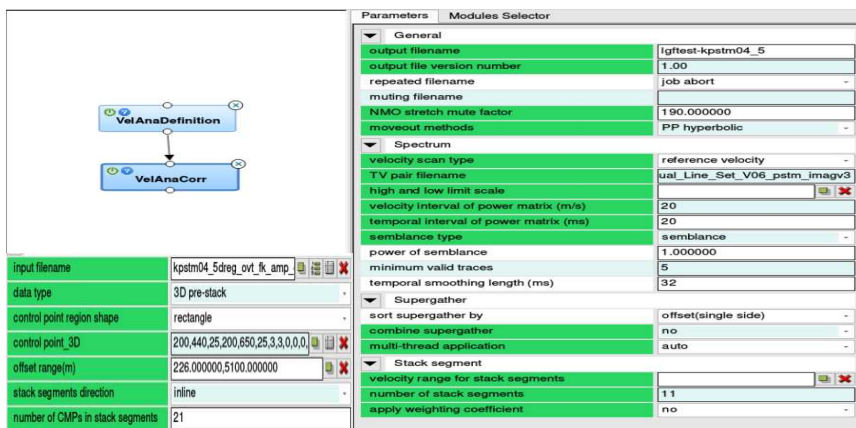 Parameters Modules Selector
General
output filename lgftest-kpstm04_5
output file version number 1.00
repeated filename job abort
muting filename
NMO stretch mute factor 190.000000
moveout methods PP hyperbolic
Spectrum
velocity scan type reference velocity
TV pair filename ual_Line_Set_V06_pstm_imagv3
high and low limit scale
velocity interval of power matrix (m/s) 20
temporal interval of power matrix (ms) 20
semblance type semblance
power of semblance 1.000000
minimum valid traces 5
temporal smoothing length (ms) 32
Supergather
sort supergather by offset(single side)
combine supergather no
multi-thread application auto
Stack segment
velocity range for stack segments
number of stack segments 11
apply weighting coefficient no
VelAnaDefinition
VelAnaCorr
input filename kpstm04_5dreg_ovt_fk_amp_
data type 3D pre-stack
control point region shape rectangle
control point_3D 200,440,25,200,650,25,3,3,0,0,0,
offset range(m) 226.000000,5100.000000
stack segments direction inline
number of CMPs in stack segments 21